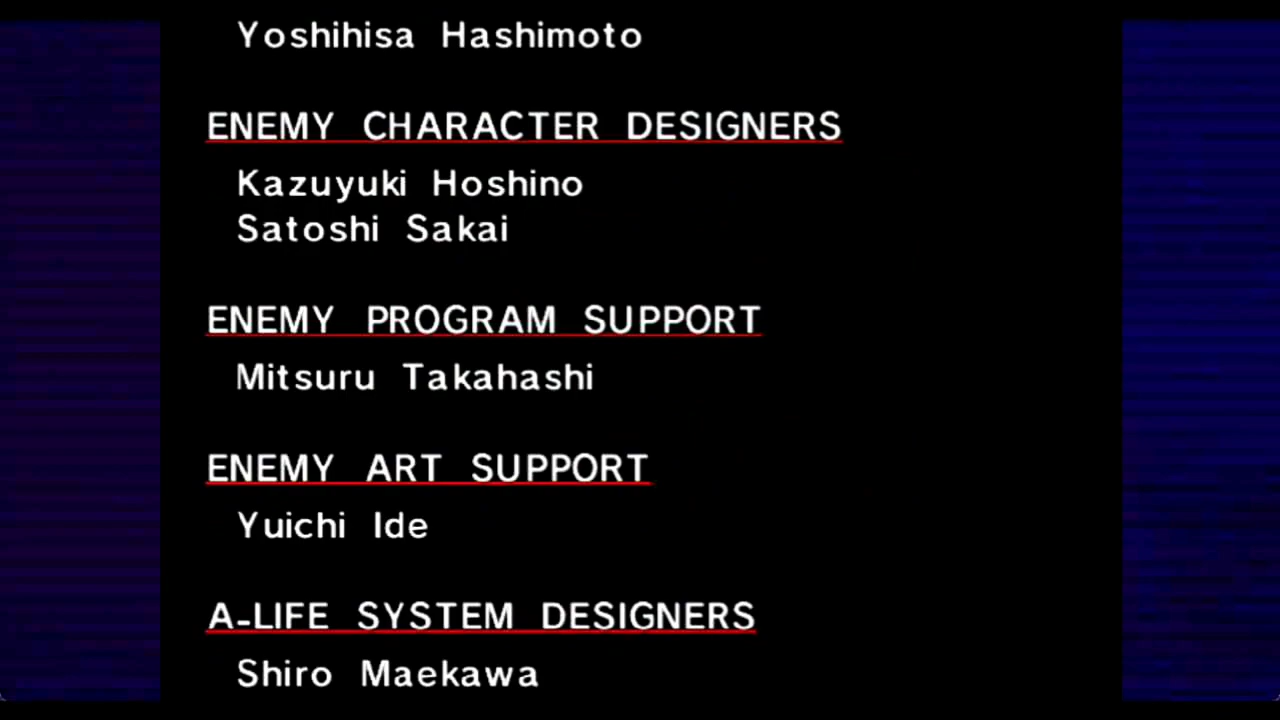 Yoshihisa Hashimoto
ENEMY CHARACTER DESIGNERS
Kazuyuki Hoshino
Satoshi Sakai
ENEMY PROGRAM SUPPORT
Mitsuru Takahashi
ENEMY ART SUPPORT
Yuichi Ide
A-LIFE SYSTEM DESIGNERS
Shiro Maekawa